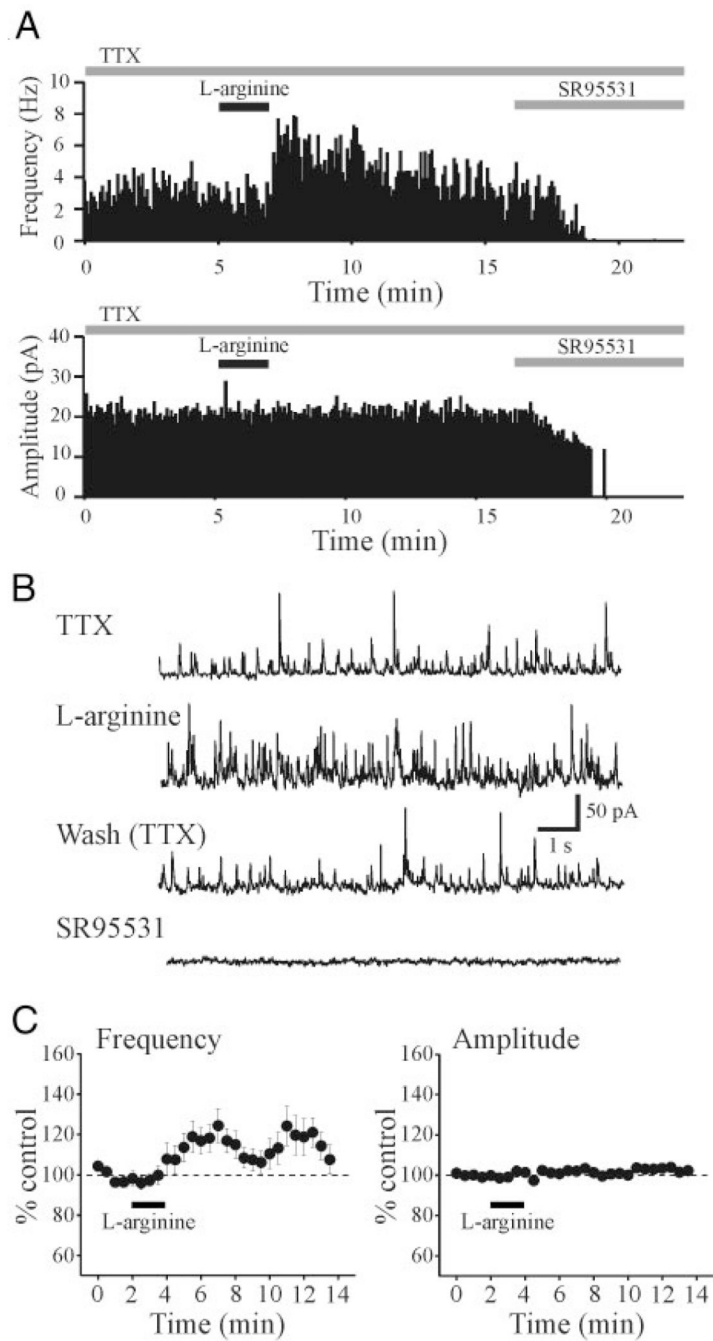 A
TTX
L-arginine
SR95531
Frequency (Hz)
10
8
6
4
2
0
0 5 10 15 20
Time (min)
TTX
L-arginine
SR95531
Amplitude (pA)
40
30
20
10
0
0 5 10 15 20
Time (min)
B
TTX
L-arginine
50 pA
1 s
Wash (TTX)
SR95531
C
Frequency
% control
160
140
120
100
80
60
L-arginine
0 2 4 6 8 10 12 14
Time (min)
Amplitude
% control
160
140
120
100
80
60
L-arginine
0 2 4 6 8 10 12 14
Time (min)